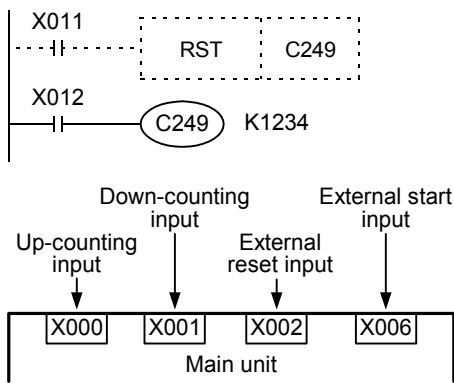 X011
RST C249
X012
C249 K1234
Down-counting input
External start input
Up-counting input
External reset input
X000 X001 X002 X006
Main unit